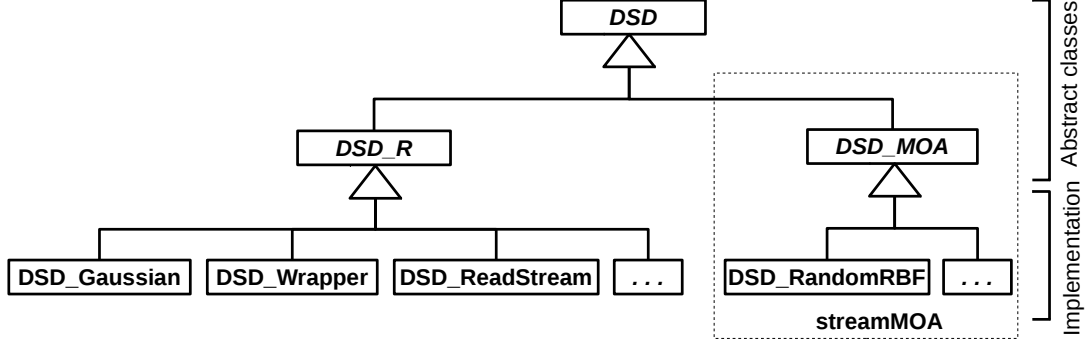 DSD
Abstract classes
DSD_R
DSD_MOA
Implementation
DSD_Gaussian
DSD_Wrapper
DSD_ReadStream
. . .
DSD_RandomRBF
. . .
streamMOA